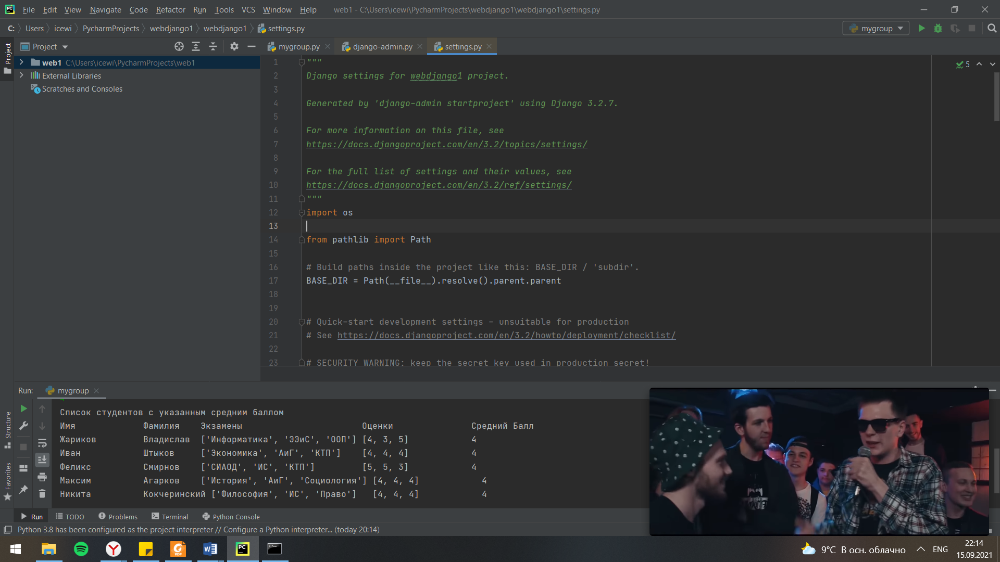 File Edit View Navigate Code Refactor Run Tools VCS Window Help web1 - C:\Users\icewi\PycharmProjects\webdjango1\webdjango1\settings.py
C: Users icewi PycharmProjects webdjango1 webdjango1 settings.py mygroup
Project Project mygroup.py django-admin.py settings.py
web1 C:\Users\icewi\PycharmProjects\web1
External Libraries
Scratches and Consoles
5
1 """
2 Django settings for webdjango1 project.
3
4 Generated by 'django-admin startproject' using Django 3.2.7.
5
6 For more information on this file, see
7 https://docs.djangoproject.com/en/3.2/topics/settings/
8
9 For the full list of settings and their values, see
10 https://docs.djangoproject.com/en/3.2/ref/settings/
11 """
12 import os
13
14 from pathlib import Path
15
16 # Build paths inside the project like this: BASE_DIR / 'subdir'.
17 BASE_DIR = Path(__file__).resolve().parent.parent
18
19
20 # Quick-start development settings - unsuitable for production
21 # See https://docs.djangoproject.com/en/3.2/howto/deployment/checklist/
22
23 # SECURITY WARNING: keep the secret key used in production secret!
Run: mygroup
Structure
Favorites
Список студентов с указанным средним баллом
Имя Фамилия Экзамены Оценки Средний Балл
Жариков Владислав ['Информатика', 'ЭЭиС', 'ООП'] [4, 3, 5] 4
Иван Штыков ['Экономика', 'АиГ', 'КТП'] [4, 4, 4] 4
Феликс Смирнов ['СИАОД', 'ИС', 'КТП'] [5, 5, 3] 4
Максим Агарков ['История', 'АиГ', 'Социология'] [4, 4, 4] 4
Никита Кокчеринский ['Философия', 'ИС', 'Право'] [4, 4, 4] 4
Run TODO Problems Terminal Python Console
Python 3.8 has been configured as the project interpreter // Configure a Python interpreter... (today 20:14)
9°C В осн. облачно ENG
22:14
15.09.2021